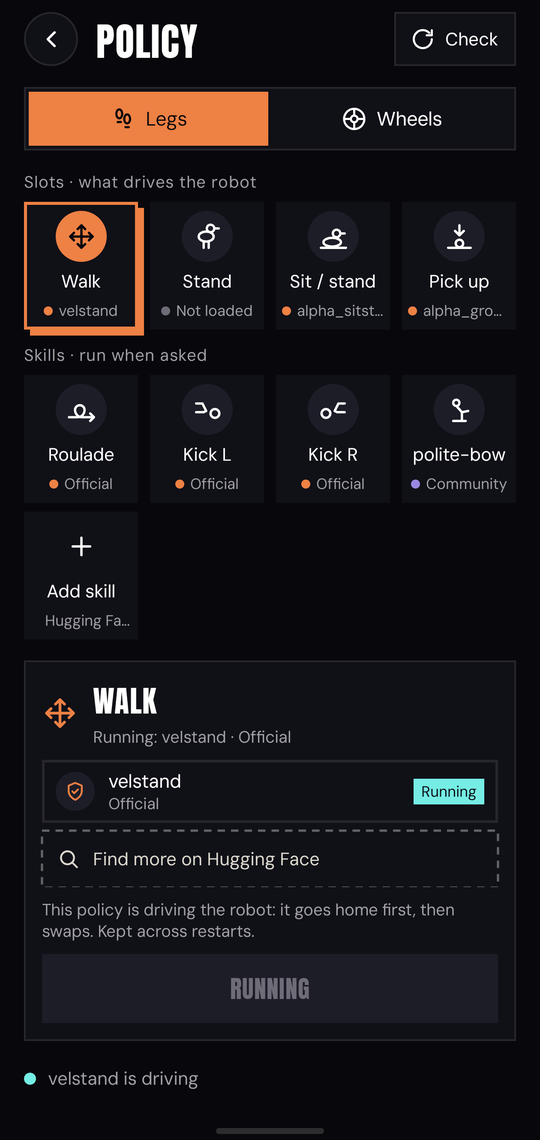 POLICY
Check
Legs
Wheels
Slots · what drives the robot
Walk
velstand
Stand
Not loaded
Sit / stand
alpha_sitst...
Pick up
alpha_gro...
Skills · run when asked
Roulade
Official
Kick L
Official
Kick R
Official
polite-bow
Community
Add skill
Hugging Fa...
WALK
Running: velstand · Official
velstand
Official
Running
Find more on Hugging Face
This policy is driving the robot: it goes home first, then
swaps. Kept across restarts.
RUNNING
velstand is driving